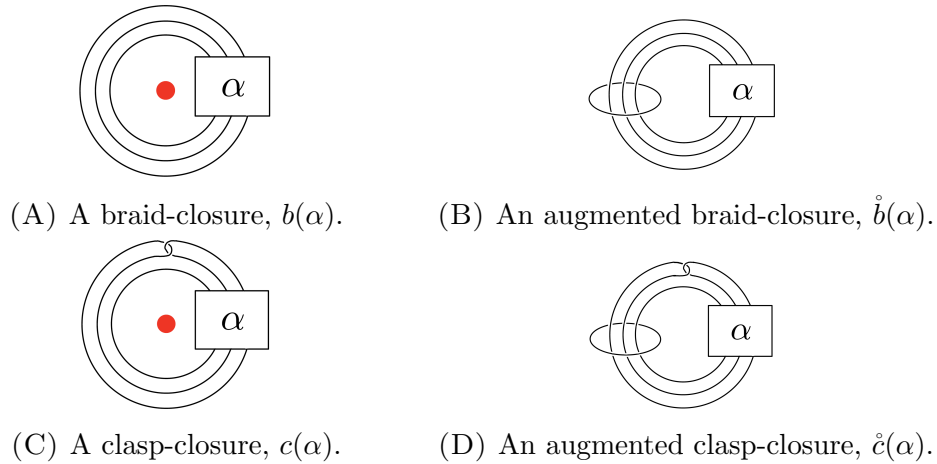 α
α
(A) A braid-closure, b(α).
(B) An augmented braid-closure, b̊(α).
α
α
(C) A clasp-closure, c(α).
(D) An augmented clasp-closure, c̊(α).